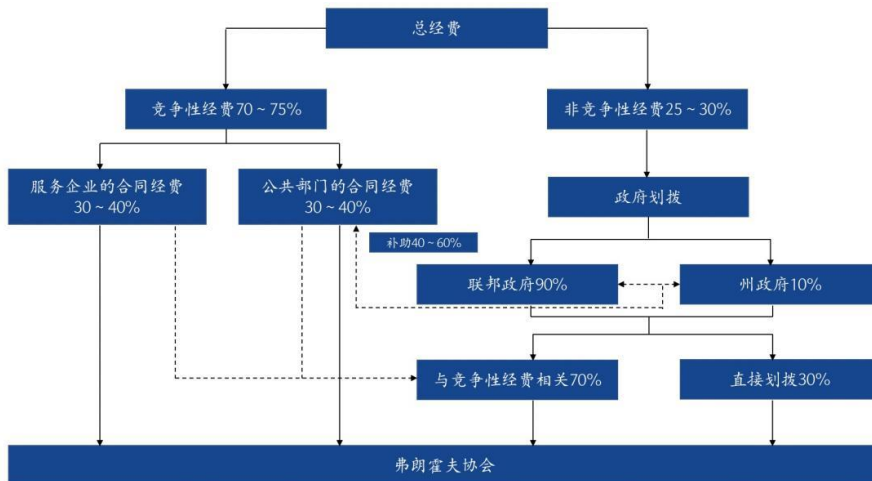 总经费
竞争性经费70~75%
非竞争性经费25~30%
服务企业的合同经费
30~40%
公共部门的合同经费
30~40%
政府划拨
补助40~60%
联邦政府90%
州政府10%
与竞争性经费相关70%
直接划拨30%
弗朗霍夫协会